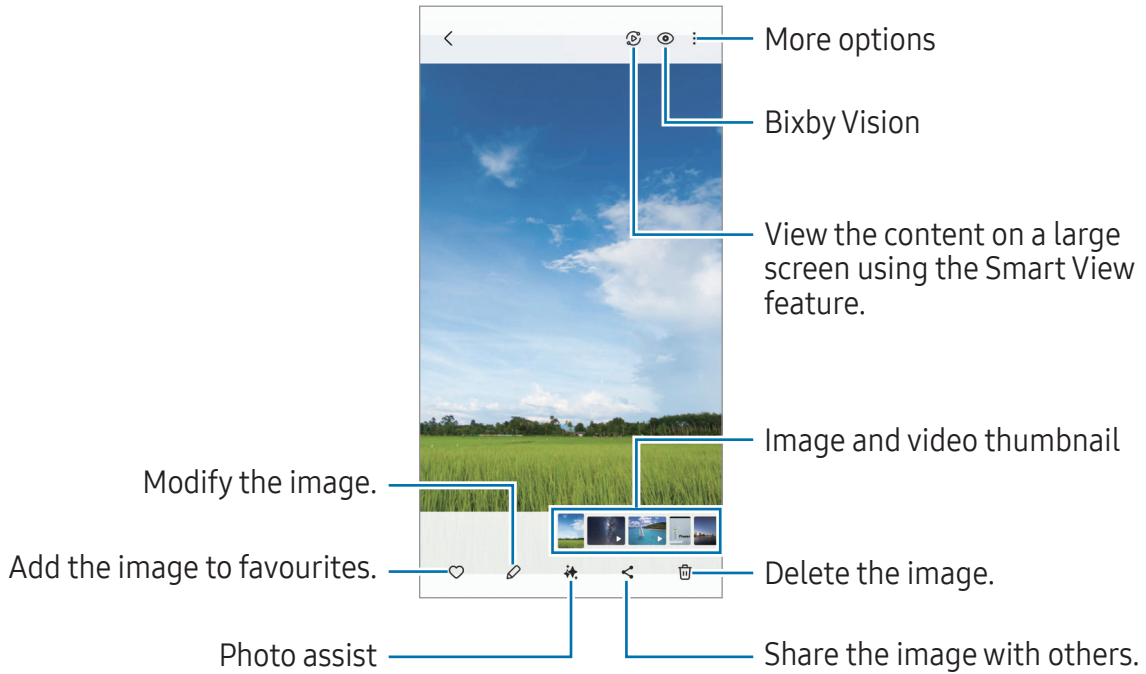 More options
Bixby Vision
View the content on a large
screen using the Smart View
feature.
Image and video thumbnail
Modify the image.
Add the image to favourites.
Delete the image.
Photo assist
Share the image with others.